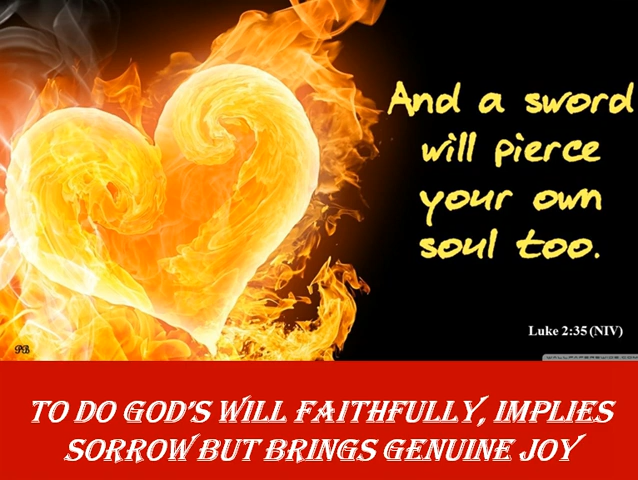 And a sword
will pierce
your own
soul too.
Luke 2:35 (NIV)
PB
TO DO GOD'S WILL FAITHFULLY, IMPLIES
SORROW BUT BRINGS GENUINE JOY